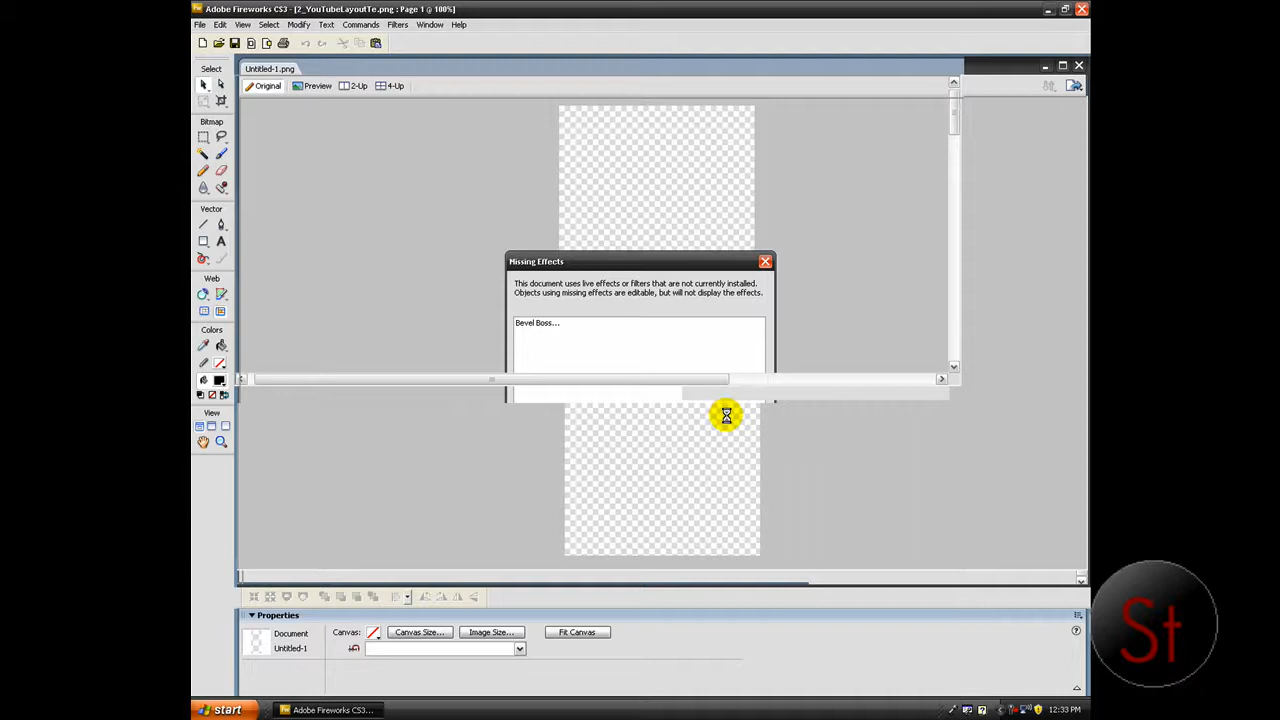 Adobe Fireworks CS3 - [2_YouTubeLayoutTe.png : Page 1 @ 100%]
File Edit View Select Modify Text Commands Filters Window Help
Select
Untitled-1.png
Original Preview 2-Up 4-Up
Bitmap
Vector
Web
Colors
View
Missing Effects
This document uses live effects or filters that are not currently installed.
Objects using missing effects are editable, but will not display the effects.
Bevel Boss...
Properties
Document
Untitled-1
Canvas: Canvas Size... Image Size... Fit Canvas
start Adobe Fireworks CS3... 12:33 PM
St